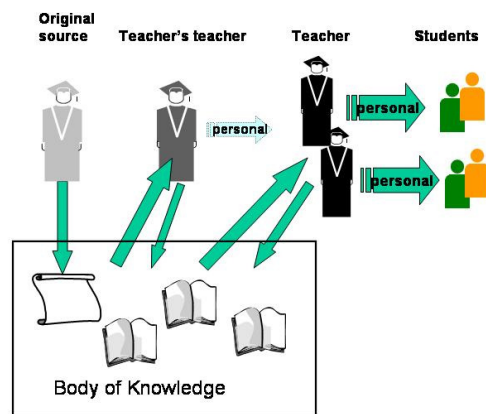 Original
source
Teacher's teacher
Teacher
Students
personal
personal
personal
Body of Knowledge